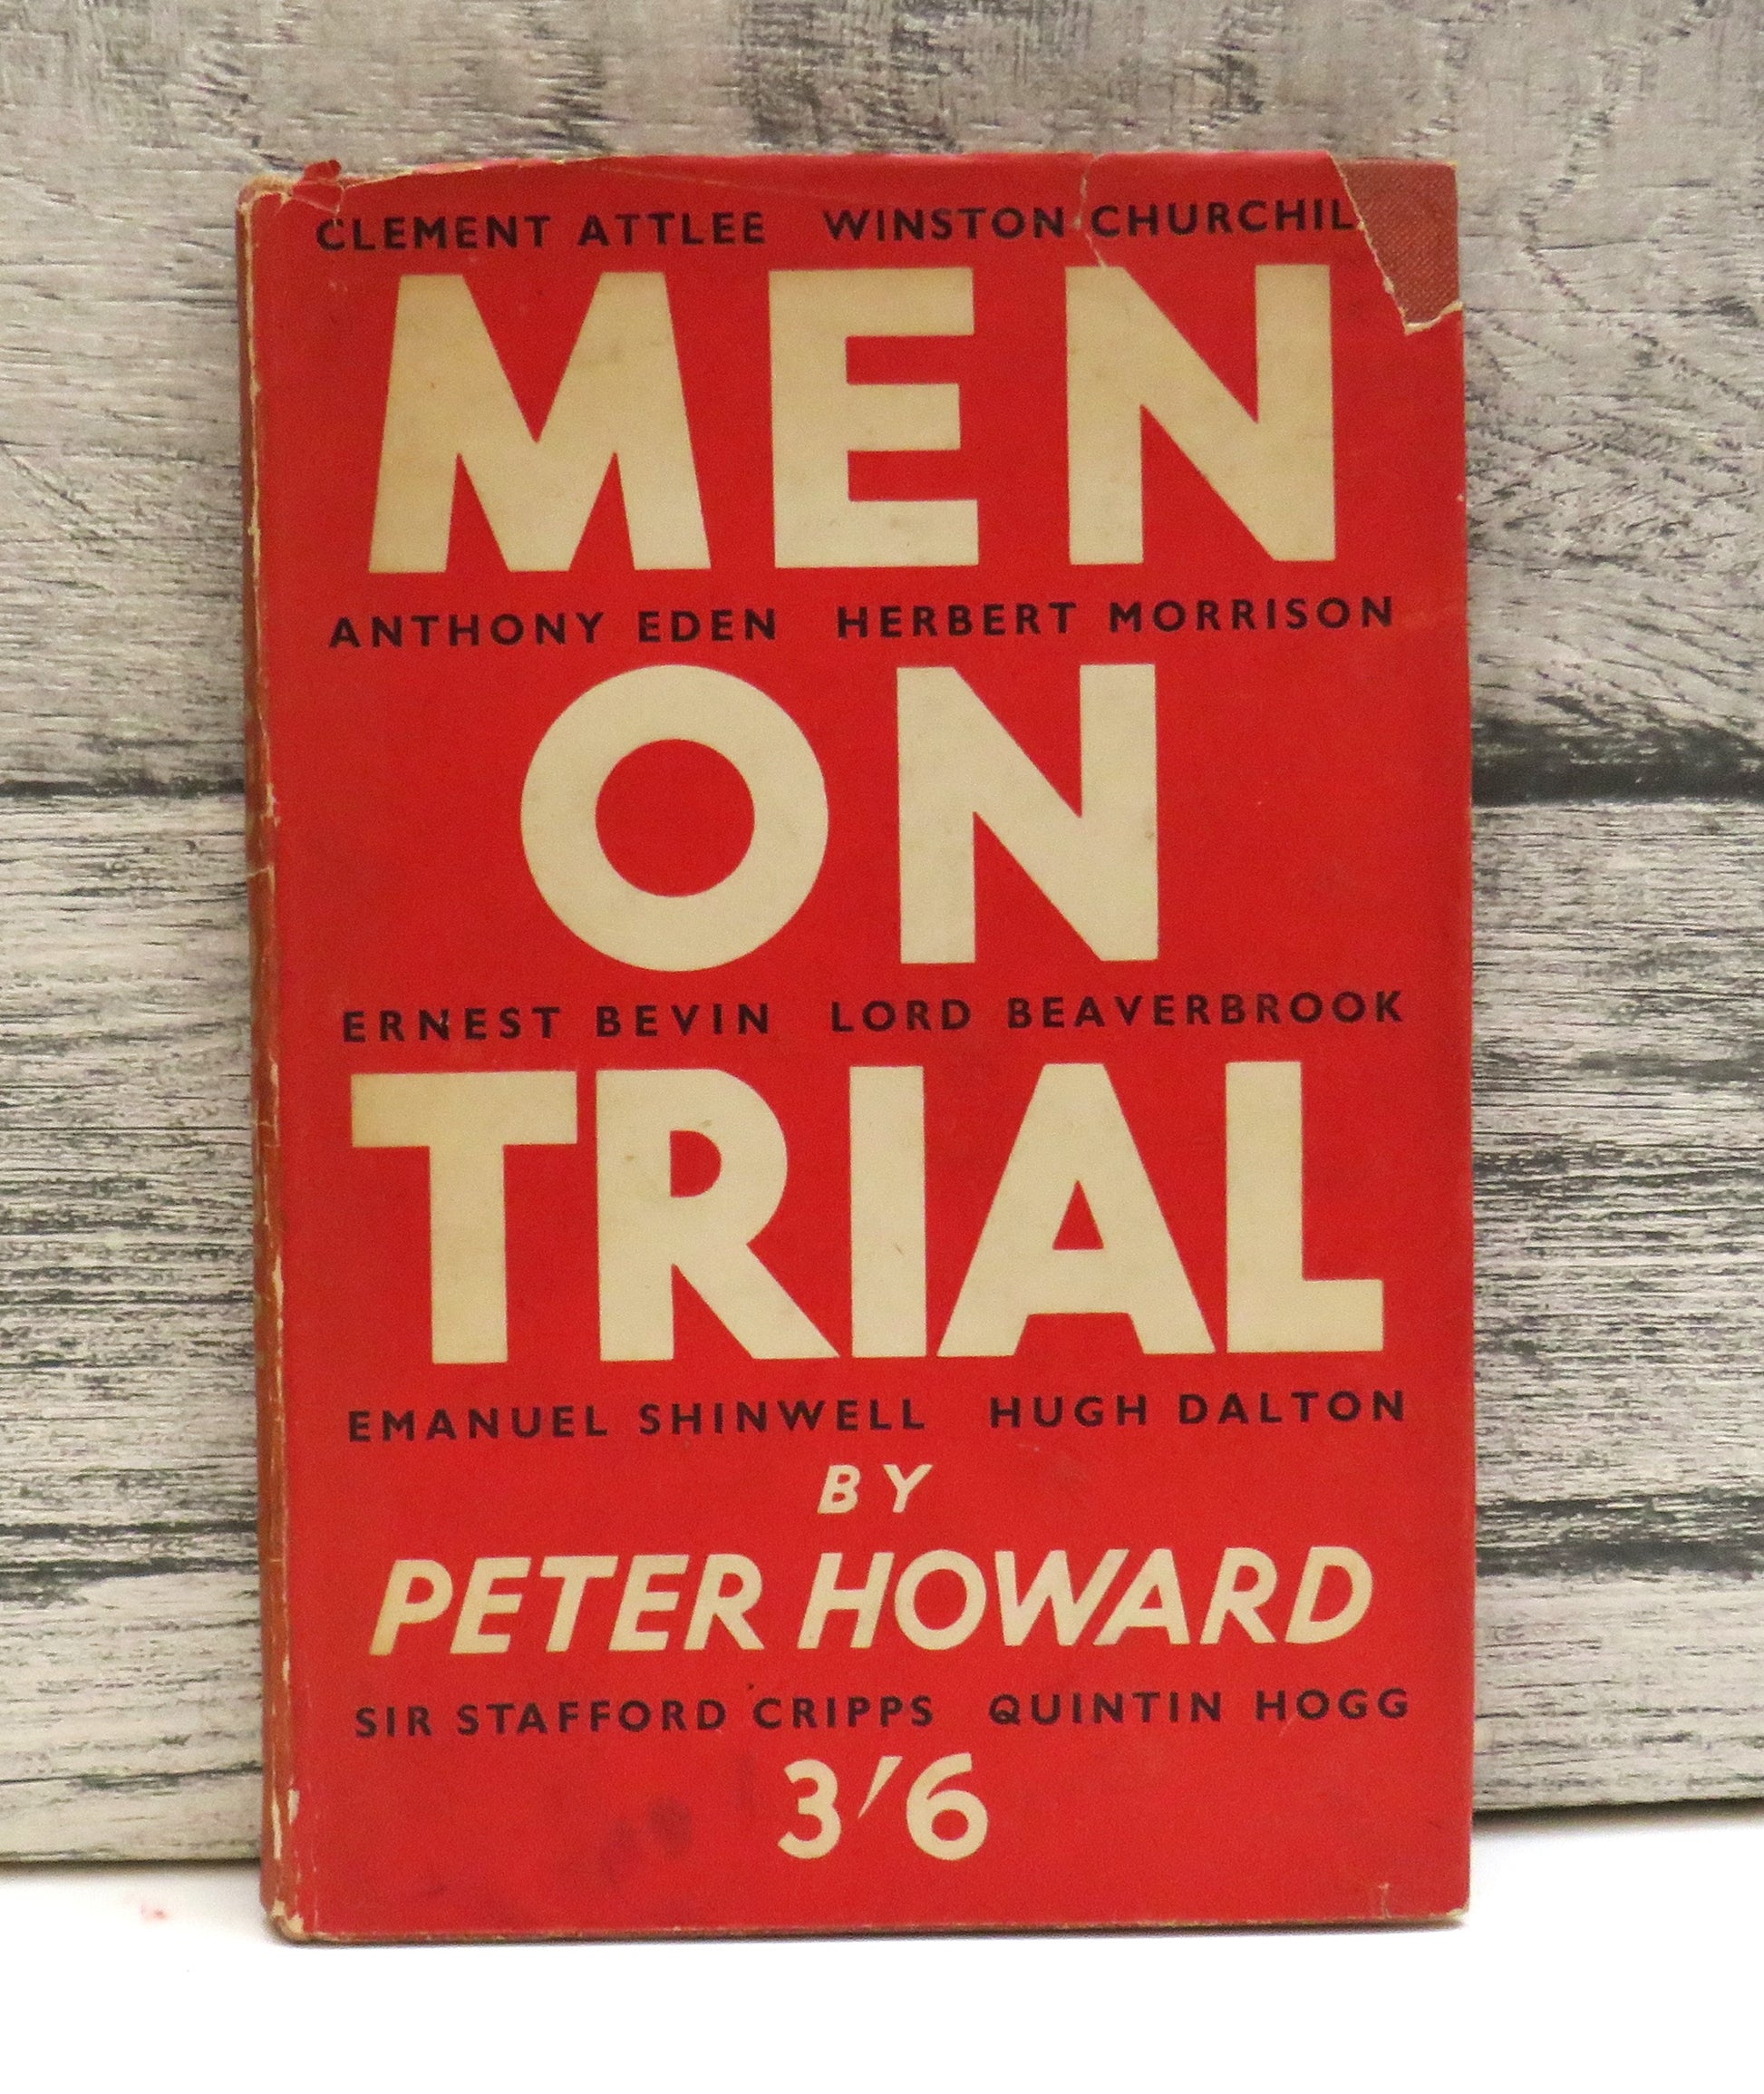 CLEMENT ATTLEE WINSTON CHURCHIL
MEN
ANTHONY EDEN HERBERT MORRISON
ON
ERNEST BEVIN LORD BEAVERBROOK
TRIAL
EMANUEL SHINWELL HUGH DALTON
BY
PETER HOWARD
SIR STAFFORD CRIPPS QUINTIN HOGG
3/6